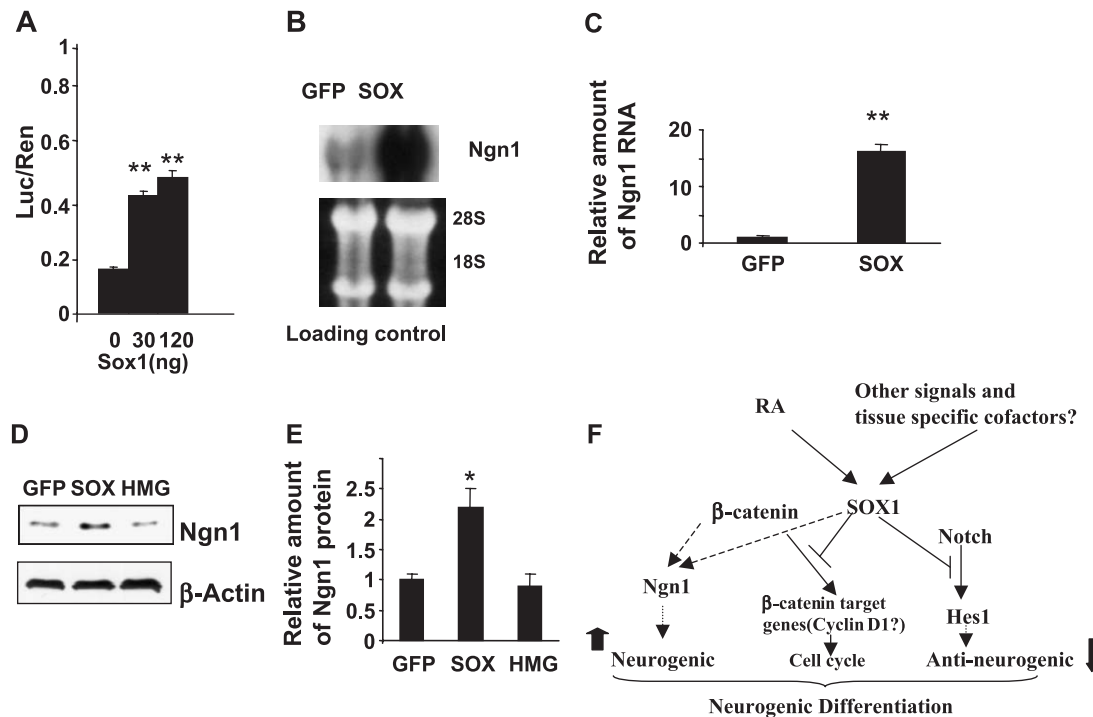 A
1
0.8
0.6
0.4
0.2
0
Luc/Ren
** **
0 30 120
Sox1(ng)
B
GFP SOX
Ngn1
28S
18S
Loading control
C
Relative amount
of Ngn1 RNA
20
15
10
5
0
**
GFP SOX
D
GFP SOX HMG
Ngn1
β-Actin
E
Relative amount
of Ngn1 protein
2.5
2
1.5
1
0.5
0
*
GFP SOX HMG
F
RA
Other signals and
tissue specific cofactors?
SOX1
β-catenin
Notch
Ngn1
β-catenin target
genes(Cyclin D1?)
Hes1
Neurogenic
Cell cycle
Anti-neurogenic
Neurogenic Differentiation